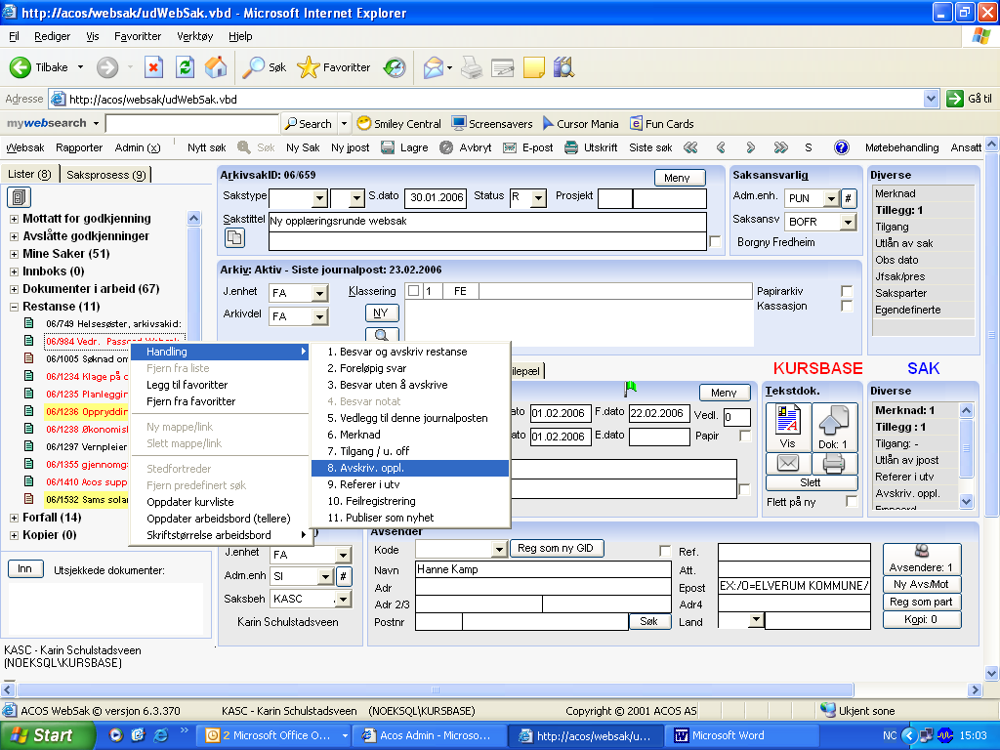 http://acos/websak/udWebSak.vbd - Microsoft Internet Explorer
Fil Rediger Vis Favoritter Verktøy Hjelp
Tilbake Søk Favoritter
Adresse http://acos/websak/udWebSak.vbd Gå til
mywebsearch Search Smiley Central Screensavers Cursor Mania Fun Cards
Websak Rapporter Admin (x) Nytt søk Søk Ny Sak Ny jpost Lagre Avbryt E-post Utskrift Siste søk S Møtebehandling Ansatt
Lister (8) Saksprosess (9)
Mottatt for godkjenning
Avslåtte godkjenninger
Mine Saker (51)
Innboks (0)
Dokumenter i arbeid (67)
Restanse (11)
06/749 Helsesøster, arkivsakid:
06/984 Vedr. Passord Websak
06/1005 Søknad om
06/1234 Klage på
06/1235 Planlegging
06/1236 Opprydding
06/1238 Økonomisk
06/1297 Vernpleier
06/1355 gjennomg
06/1410 Acos supp
06/1532 Sams solar
Forfall (14)
Kopier (0)
Inn Utsjekkede dokumenter:
KASC - Karin Schulstadsveen
(NOEKSQL\KURSBASE)
ArkivsakID: 06/659 Meny
Sakstype S.dato 30.01.2006 Status R Prosjekt
Sakstittel Ny opplæringsrunde websak
Saksansvarlig
Adm.enh. PUN #
Saksansv BOFR
Borgny Fredheim
Diverse
Merknad
Tillegg: 1
Tilgang
Utlån av sak
Obs dato
Jfsak/pres
Saksparter
Egendefinerte
Arkiv: Aktiv - Siste journalpost: 23.02.2006
J.enhet FA Klassering 1 FE
Arkivdel FA NY
Papirarkiv
Kassasjon
KURSBASE SAK
Handling
Fjern fra liste
Legg til favoritter
Fjern fra favoritter
Ny mappe/link
Slett mappe/link
Stedfortreder
Fjern predefinert søk
Oppdater kurvliste
Oppdater arbeidsbord (tellere)
Skriftstørrelse arbeidsbord
1. Besvar og avskriv restanse
2. Foreløpig svar
3. Besvar uten å avskrive
4. Besvar notat
5. Vedlegg til denne journalposten
6. Merknad
7. Tilgang / u. off
8. Avskriv. oppl.
9. Referer i utv
10. Feilregistrering
11. Publiser som nyhet
ilepæl
Meny
ato 01.02.2006 F.dato 22.02.2006 Vedl. 0
ato 01.02.2006 E.dato Papir
Tekstdok.
Vis Dok: 1
Slett
Flett på ny
Diverse
Merknad: 1
Tillegg : 1
Tilgang: -
Utlån av jpost
Referer i utv
Avskriv. oppl.
J.enhet FA
Adm.enh SI #
Saksbeh KASC
Karin Schulstadsveen
Avsender
Kode Reg som ny GID
Navn Hanne Kamp
Adr
Adr 2/3
Postnr Søk
Ref.
Att.
Epost EX:/O=ELVERUM KOMMUNE/
Adr4
Land
Avsendere: 1
Ny Avs/Mot
Reg som part
Kopi: 0
ACOS WebSak © versjon 6.3.370 KASC - Karin Schulstadsveen (NOEKSQL\KURSBASE) Copyright © 2001 ACOS AS Ukjent sone
Start 2 Microsoft Office O... Acos Admin - Microso... http://acos/websak/u... Microsoft Word NC 15:03